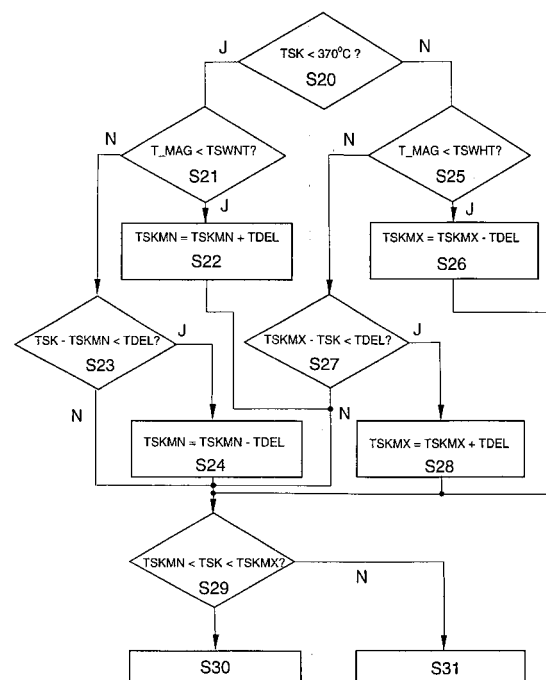 TSK < 370°C ?
S20
J
N
T_MAG < TSWNT?
S21
N
J
T_MAG < TSWHT?
S25
N
J
TSKMN = TSKMN + TDEL
S22
TSKMX = TSKMX - TDEL
S26
TSK - TSKMN < TDEL?
S23
J
N
TSKMX - TSK < TDEL?
S27
J
N
TSKMN = TSKMN - TDEL
S24
TSKMX = TSKMX + TDEL
S28
TSKMN < TSK < TSKMX?
S29
N
S30
S31